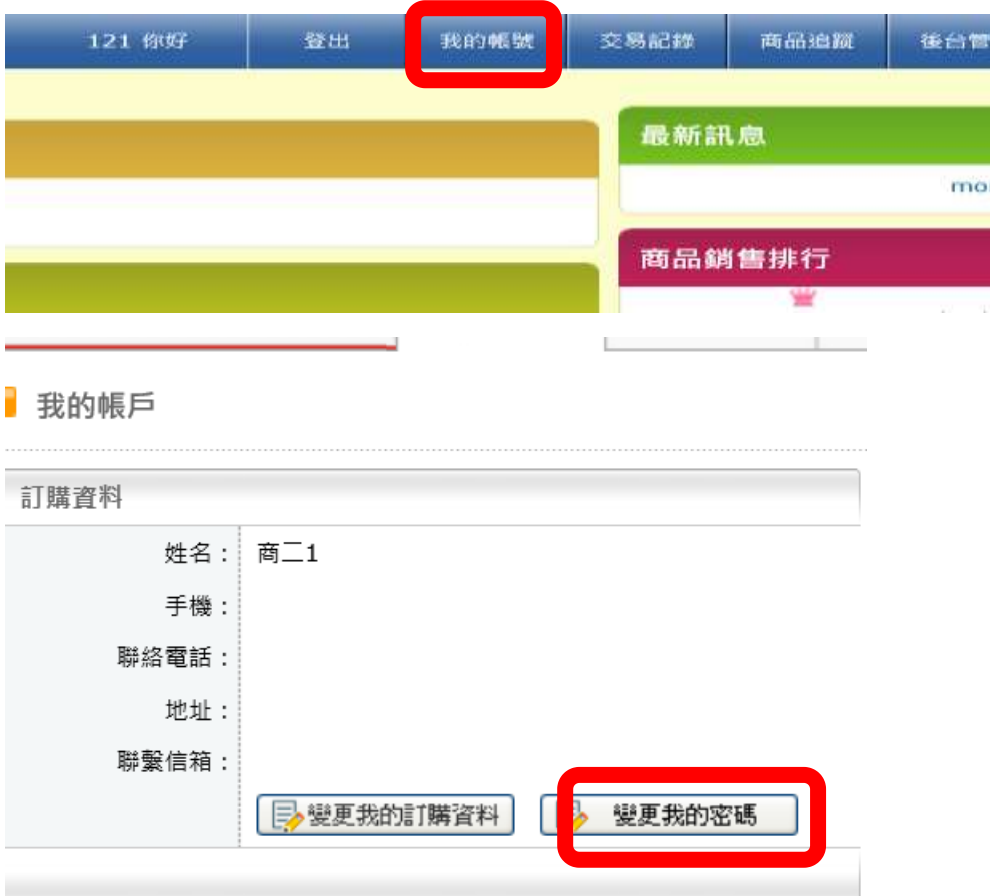 121 你好 登出 我的帳號 交易記錄 商品追蹤 後台管
最新訊息
mo
商品銷售排行
我的帳戶
訂購資料
姓名： 商二1
手機：
聯絡電話：
地址：
聯繫信箱：
變更我的訂購資料 變更我的密碼